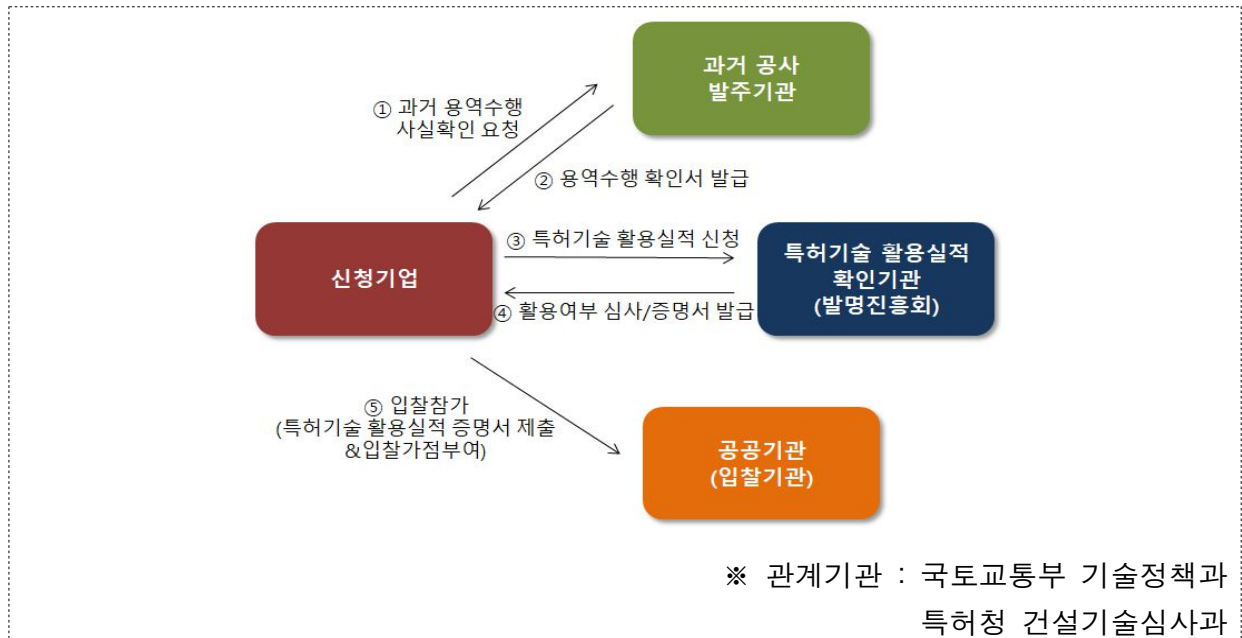 과거 공사
발주기관
① 과거 용역수행
사실확인 요청
② 용역수행 확인서 발급
신청기업
③ 특허기술 활용실적 신청
④ 활용여부 심사/증명서 발급
특허기술 활용실적
확인기관
(발명진흥회)
⑤ 입찰참가
(특허기술 활용실적 증명서 제출
&입찰가점부여)
공공기관
(입찰기관)
※ 관계기관 : 국토교통부 기술정책과
특허청 건설기술심사과